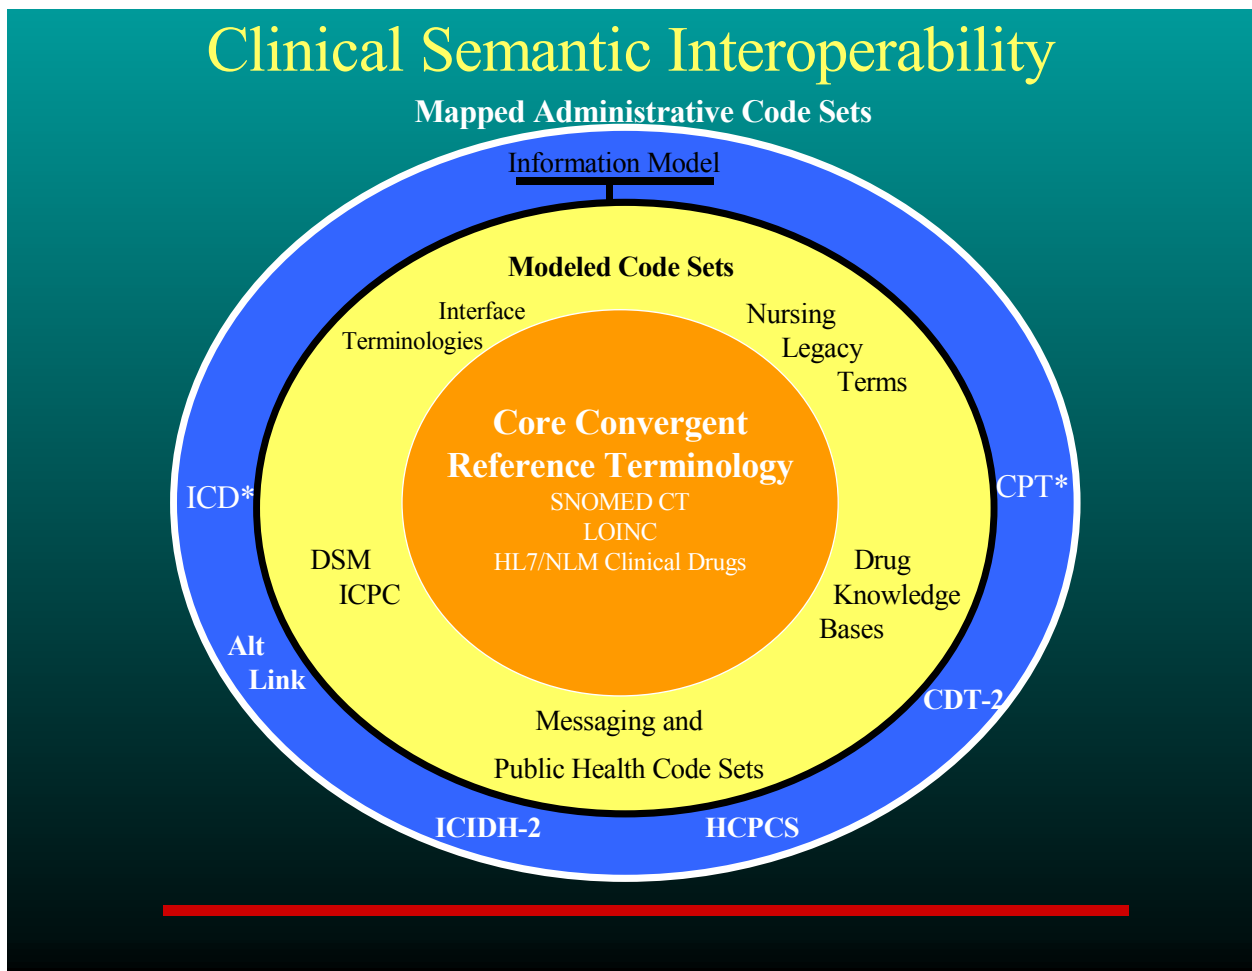 Clinical Semantic Interoperability
Mapped Administrative Code Sets
Information Model
Modeled Code Sets
Interface
Terminologies
Nursing
Legacy
Terms
Core Convergent
Reference Terminology
SNOMED CT
LOINC
HL7/NLM Clinical Drugs
ICD*
CPT*
DSM
ICPC
Drug
Knowledge
Bases
Alt
Link
CDT-2
Messaging and
Public Health Code Sets
ICIDH-2
HCPCS